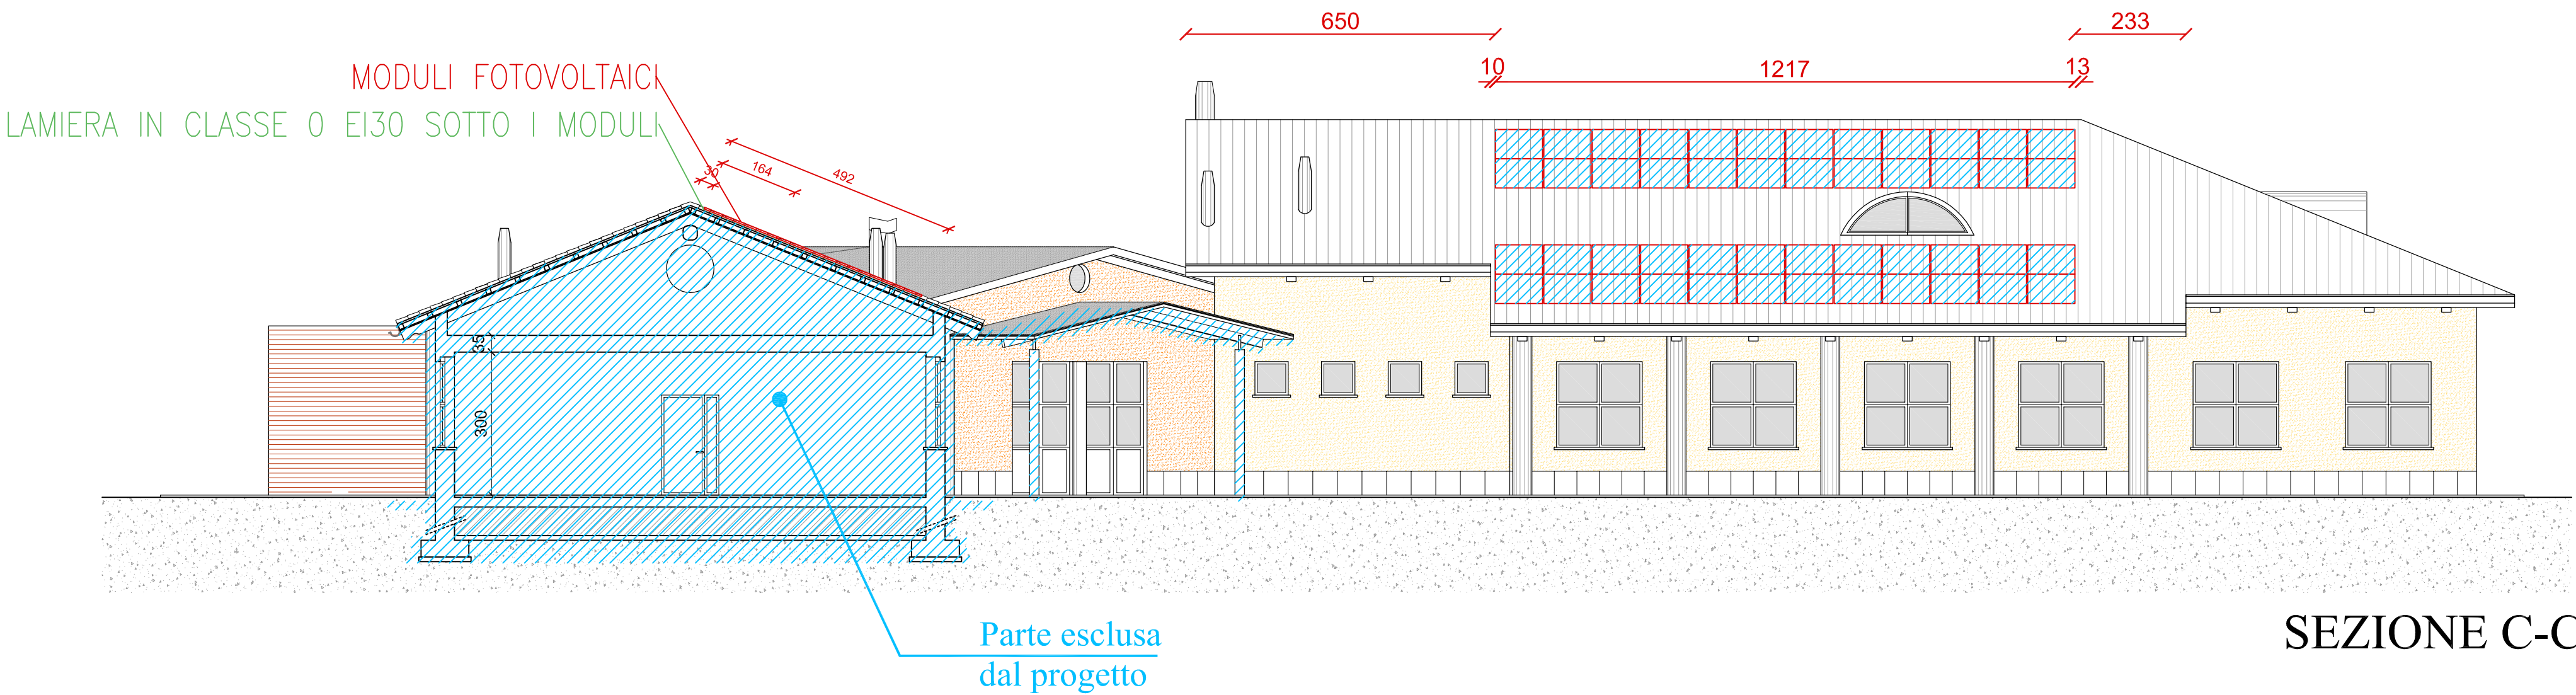 650
233
10
1217
13
MODULI FOTOVOLTAICI
LAMIERA IN CLASSE 0 EI30 SOTTO I MODULI
30
164
492
35
300
Parte esclusa
dal progetto
SEZIONE C-C